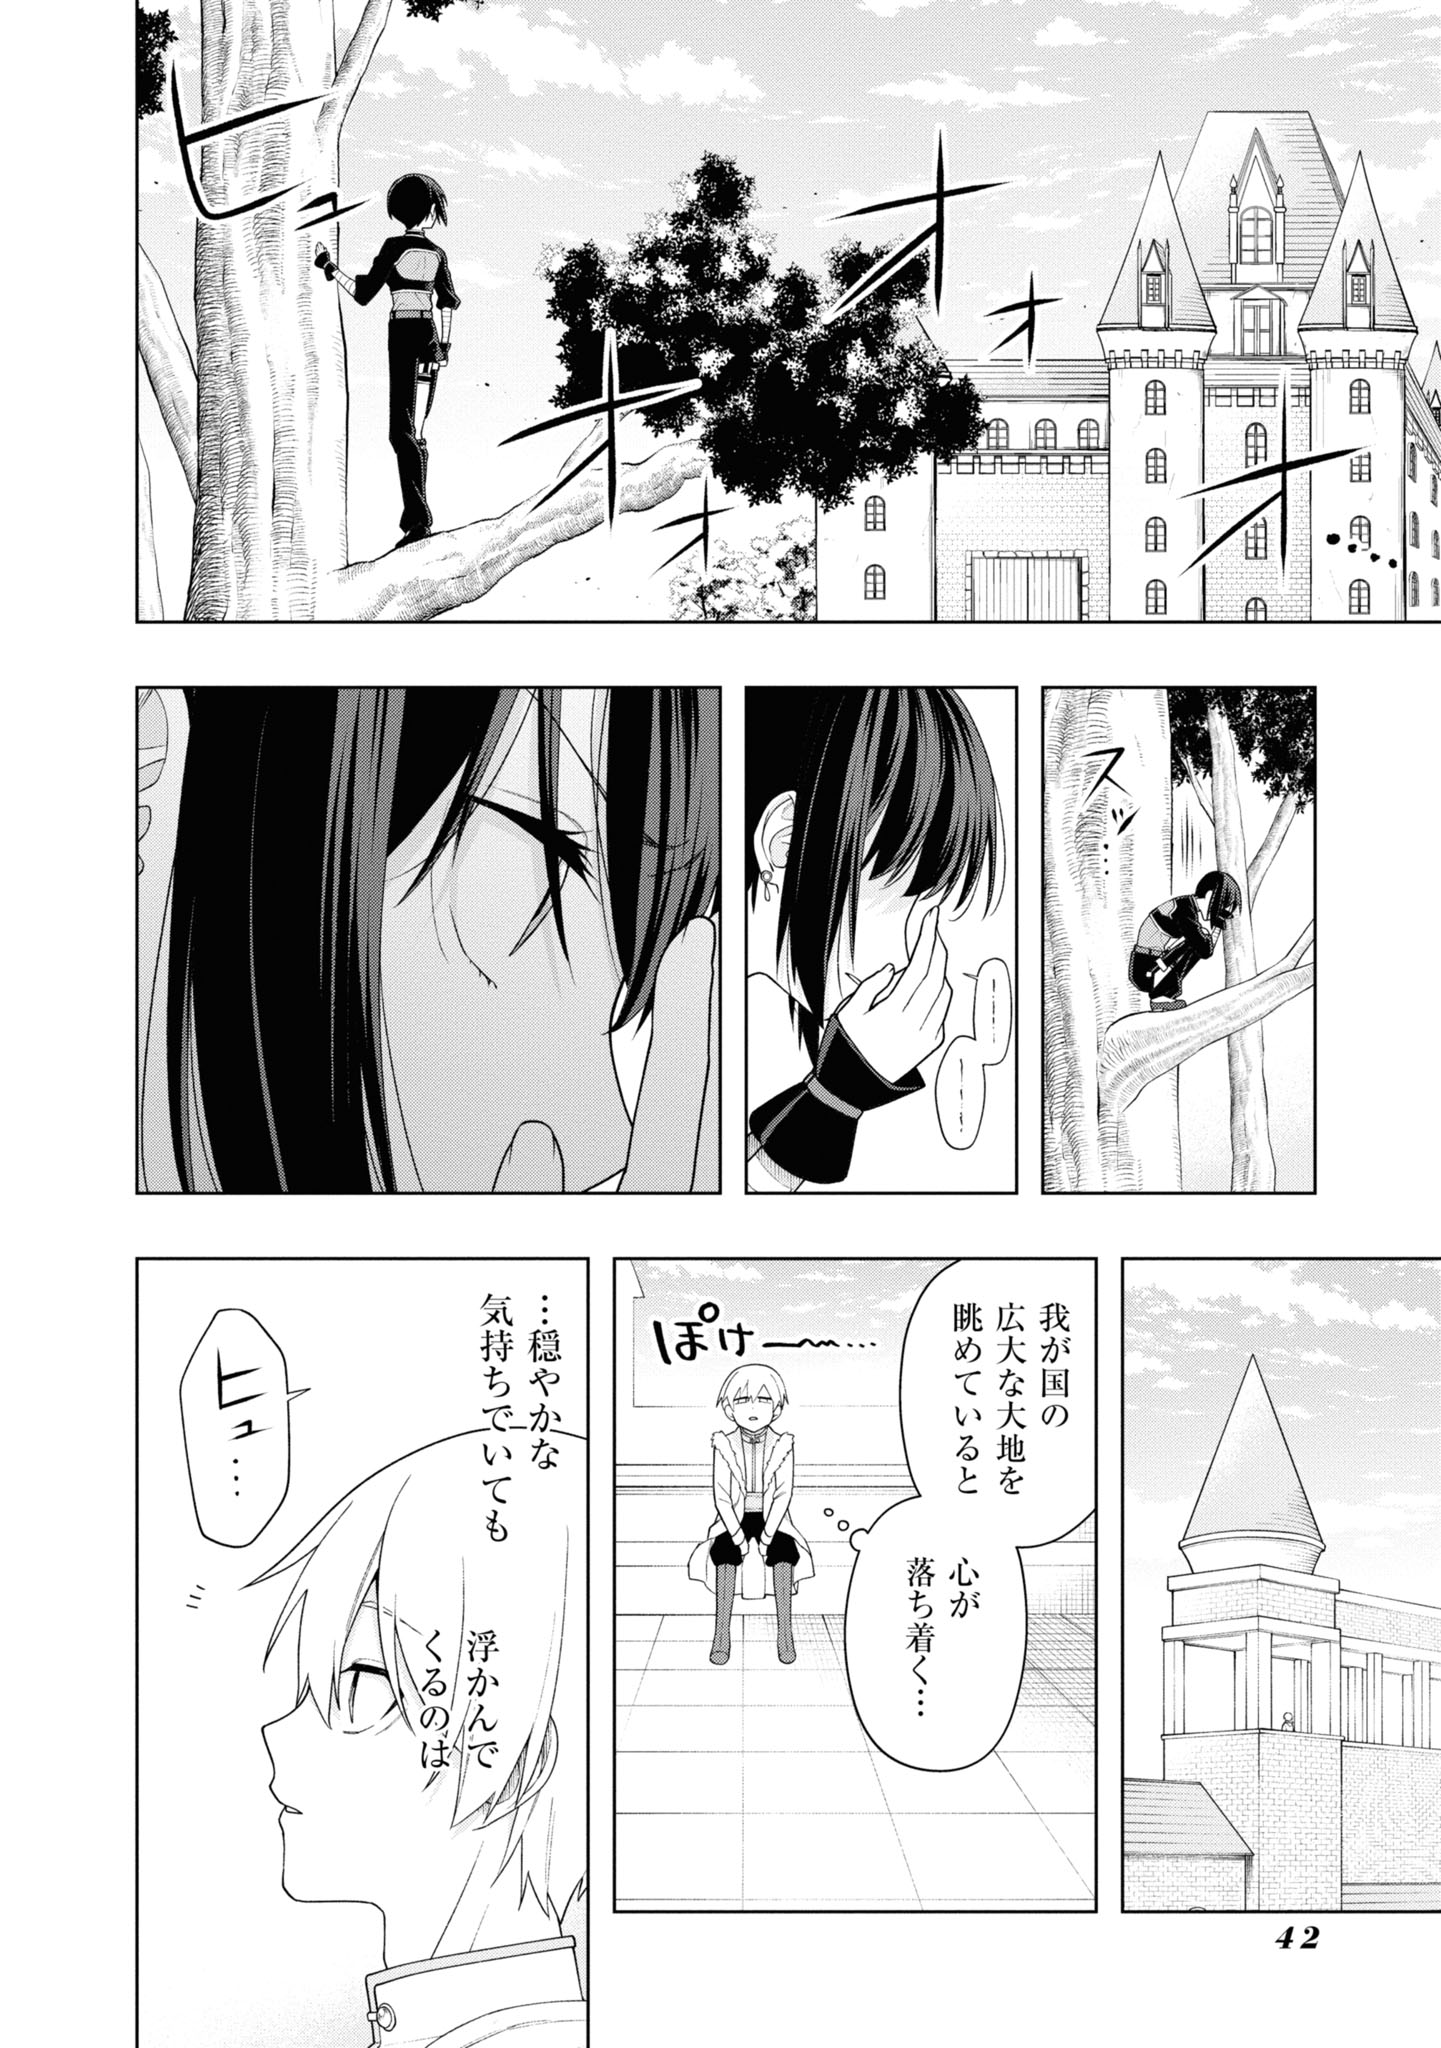 ヒュオオオオオオ…
スッ…
……
……
我が国の
広大な大地を
眺めていると
心が
落ち着く…
ぽけー〜…
…穏やかな
気持ちでいても
浮かんで
くるのは
ヒュ…
42